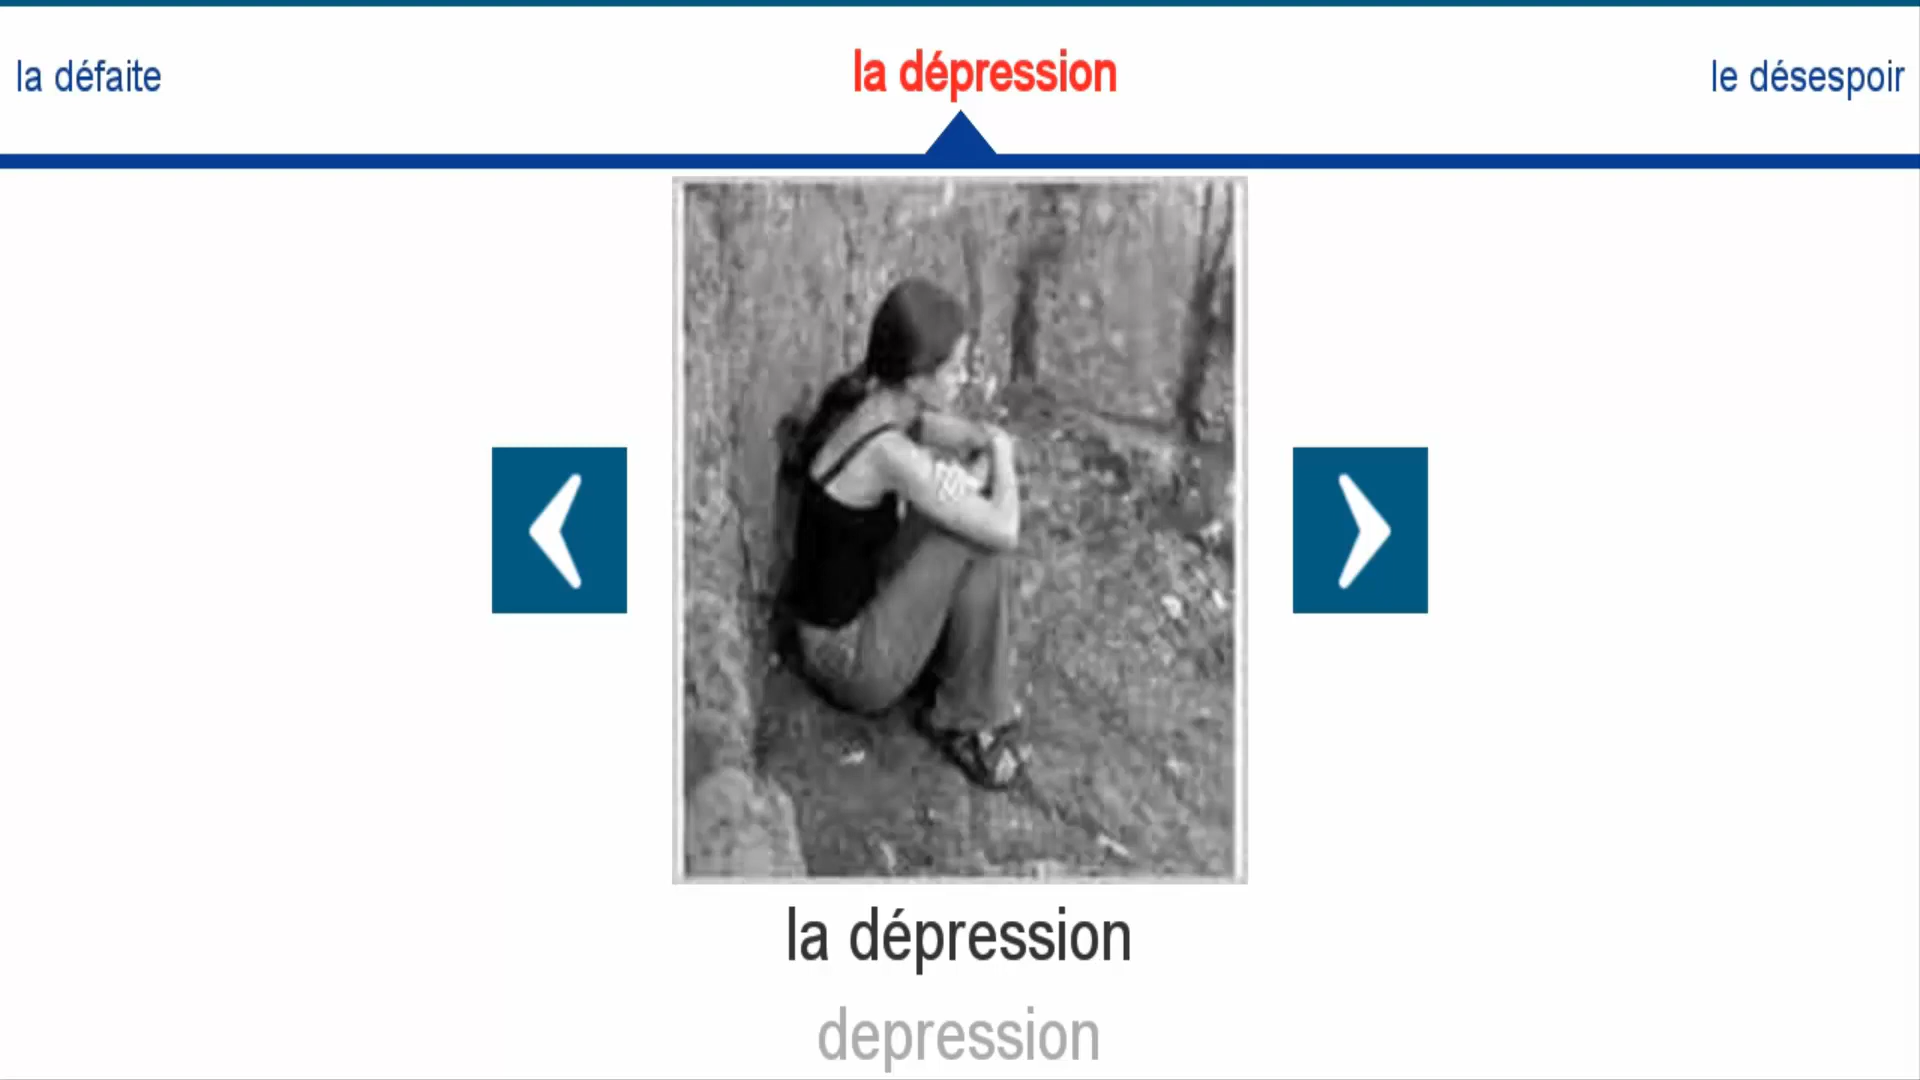 la défaite
la dépression
le désespoir
la dépression
depression